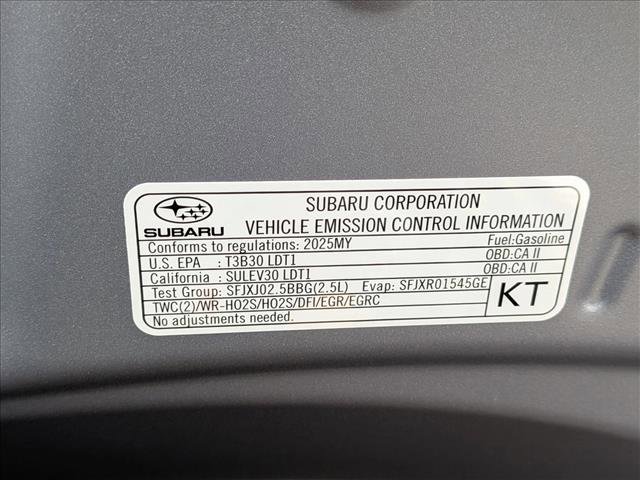 SUBARU CORPORATION
SUBARU
VEHICLE EMISSION CONTROL INFORMATION
Conforms to regulations: 2025MY Fuel:Gasoline
U.S. EPA : T3B30 LDT1 OBD:CA II
California : SULEV30 LDT1 OBD:CA II
Test Group: SFJXJ02.5BBG(2.5L) Evap: SFJXR01545GE
TWC(2)/WR-HO2S/HO2S/DFI/EGR/EGRC
No adjustments needed.
KT